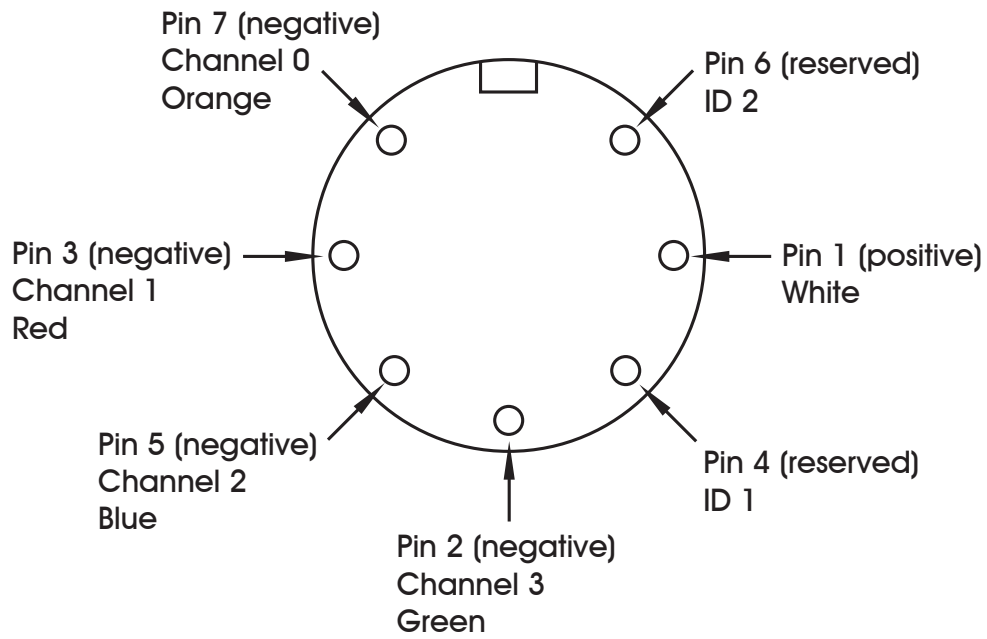 Pin 7 (negative)
Channel 0
Orange
Pin 6 (reserved)
ID 2
Pin 3 (negative)
Channel 1
Red
Pin 1 (positive)
White
Pin 5 (negative)
Channel 2
Blue
Pin 4 (reserved)
ID 1
Pin 2 (negative)
Channel 3
Green